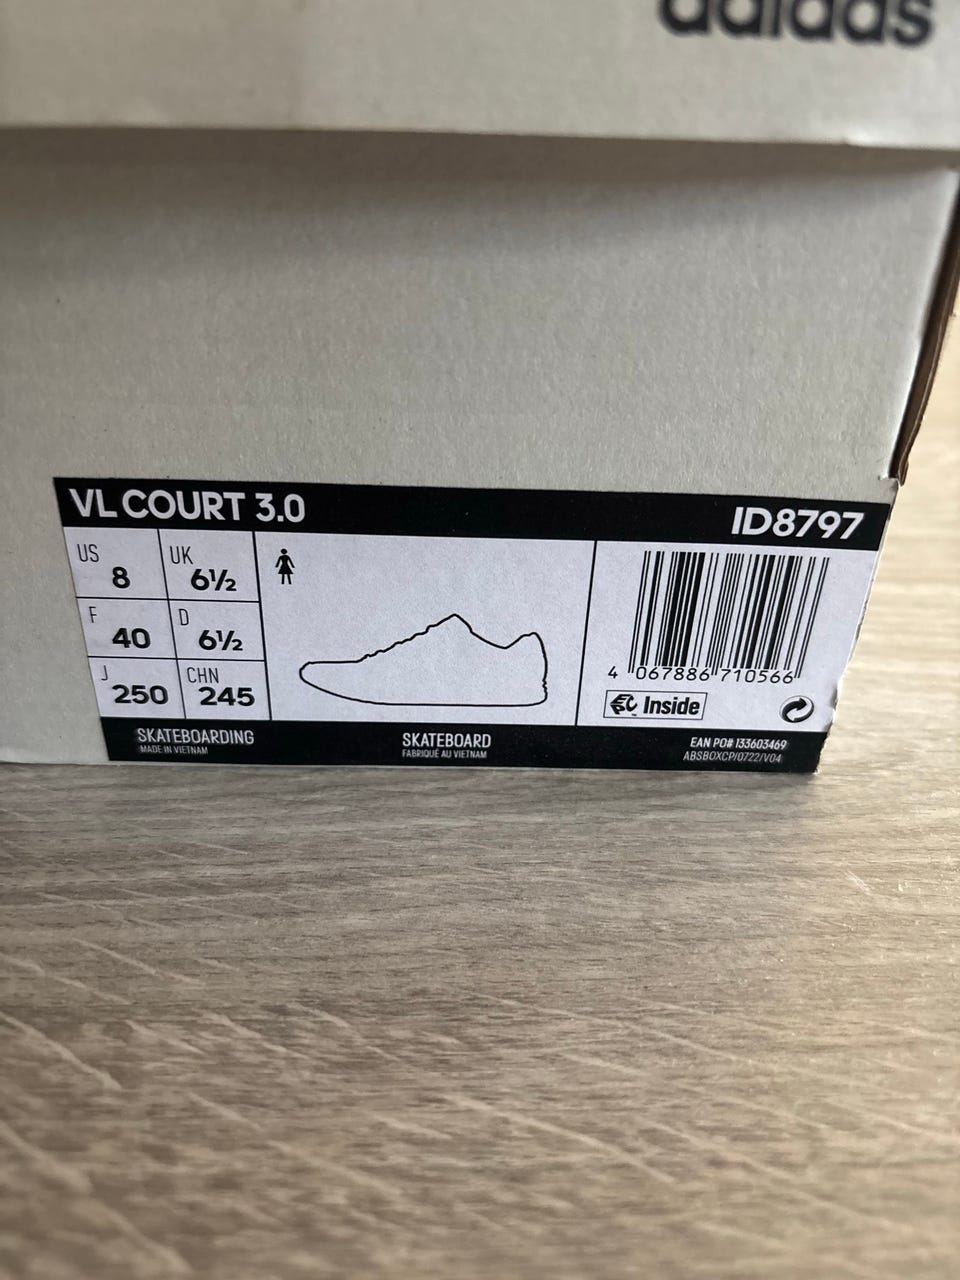 adidas
VL COURT 3.0
ID8797
US 8
UK 6½
F 40
D 6½
J 250
CHN 245
4 067886 710566
Inside
SKATEBOARDING
MADE IN VIETNAM
SKATEBOARD
FABRIQUÉ AU VIETNAM
EAN PO# 133603469
ABSBOXCP/0722/V04